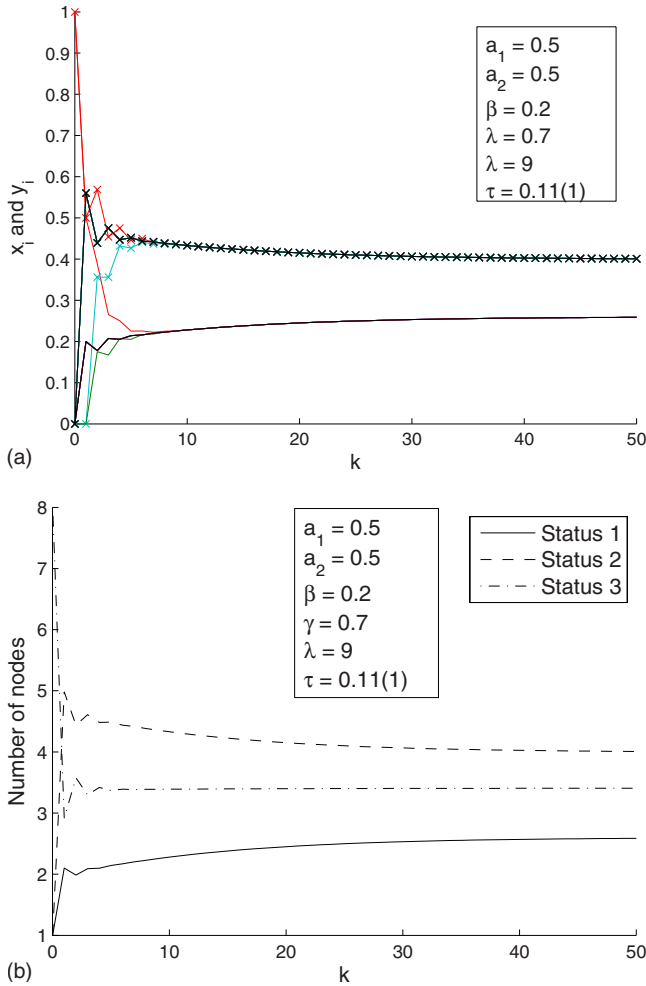 1
0.9
0.8
0.7
0.6
0.5
0.4
0.3
0.2
0.1
0
x_i and y_i
a_1 = 0.5
a_2 = 0.5
β = 0.2
λ = 0.7
λ = 9
τ = 0.11(1)
0 10 20 30 40 50
k
(a)
8
7
6
5
4
3
2
1
Number of nodes
a_1 = 0.5
a_2 = 0.5
β = 0.2
γ = 0.7
λ = 9
τ = 0.11(1)
Status 1
Status 2
Status 3
0 10 20 30 40 50
k
(b)